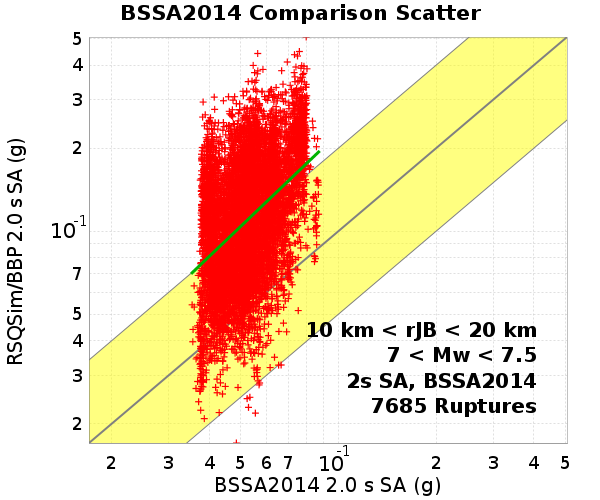 BSSA2014 Comparison Scatter
RSQSim/BBP 2.0 s SA (g)
5
4
3
2
10-1
7
5
4
3
2
10 km < rJB < 20 km
7 < Mw < 7.5
2s SA, BSSA2014
7685 Ruptures
2 3 4 5 6 7 10-1 2 3 4 5
BSSA2014 2.0 s SA (g)